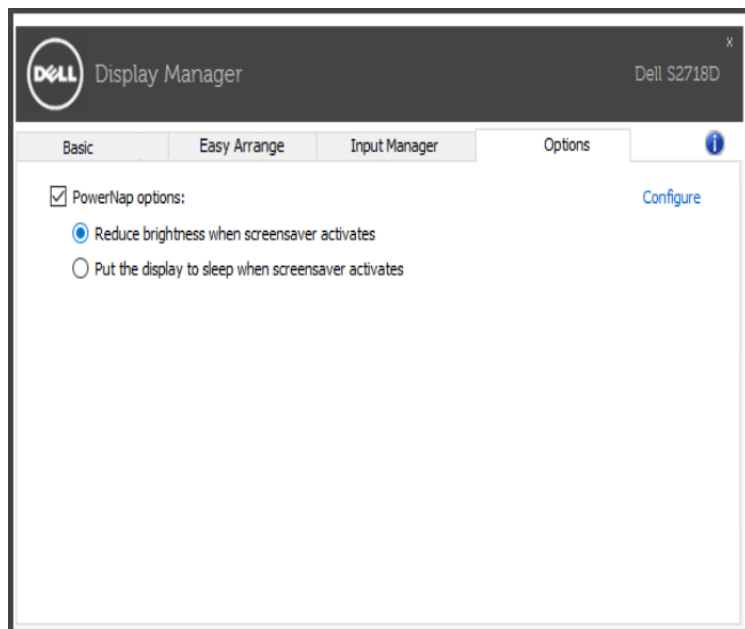 DELL Display Manager
x
Dell S2718D
Basic Easy Arrange Input Manager Options i
PowerNap options: Configure
Reduce brightness when screensaver activates
Put the display to sleep when screensaver activates